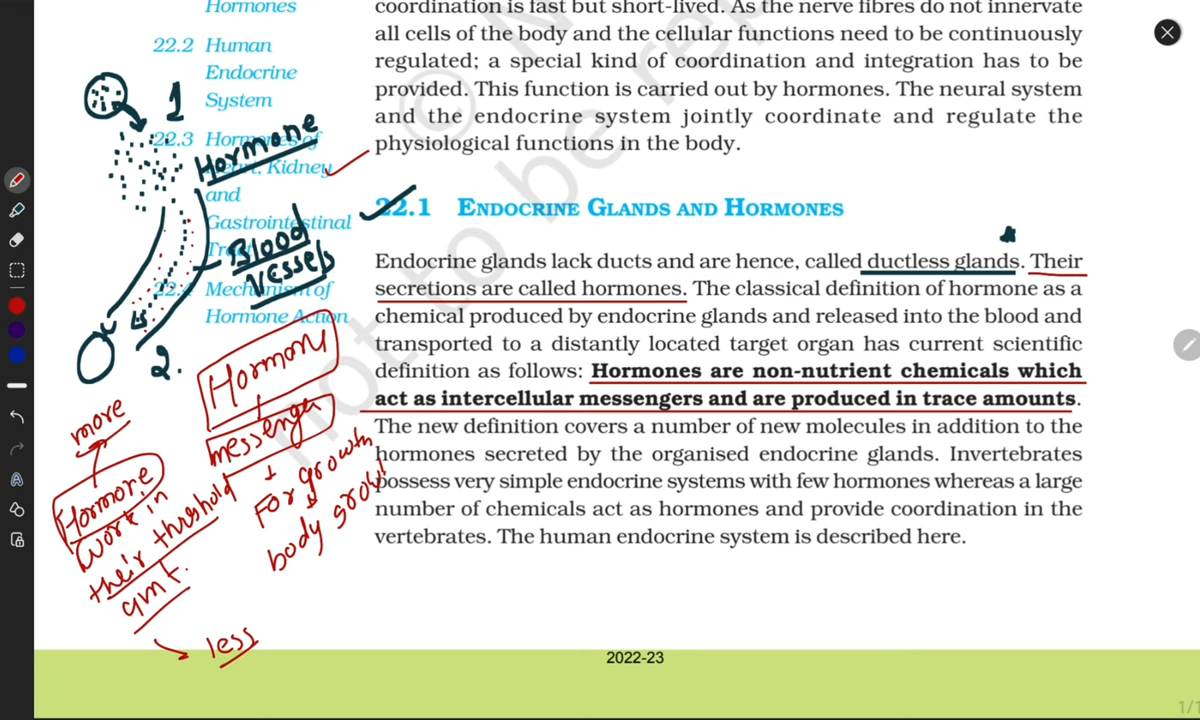 Hormones
22.2 Human
Endocrine
System
22.3 Hormones of
Heart, Kidney
and
Gastrointestinal
Tract
22.4 Mechanism of
Hormone Action
coordination is fast but short-lived. As the nerve fibres do not innervate
all cells of the body and the cellular functions need to be continuously
regulated; a special kind of coordination and integration has to be
provided. This function is carried out by hormones. The neural system
and the endocrine system jointly coordinate and regulate the
physiological functions in the body.
22.1 ENDOCRINE GLANDS AND HORMONES
Endocrine glands lack ducts and are hence, called ductless glands. Their
secretions are called hormones. The classical definition of hormone as a
chemical produced by endocrine glands and released into the blood and
transported to a distantly located target organ has current scientific
definition as follows: Hormones are non-nutrient chemicals which
act as intercellular messengers and are produced in trace amounts.
The new definition covers a number of new molecules in addition to the
hormones secreted by the organised endocrine glands. Invertebrates
possess very simple endocrine systems with few hormones whereas a large
number of chemicals act as hormones and provide coordination in the
vertebrates. The human endocrine system is described here.
1
Hormone
Blood
vessels
2.
Hormone
messenger
For growth
body grow
more
Hormore
work in
their threshold
amt.
less
2022-23
not to be rep
© N
1/1